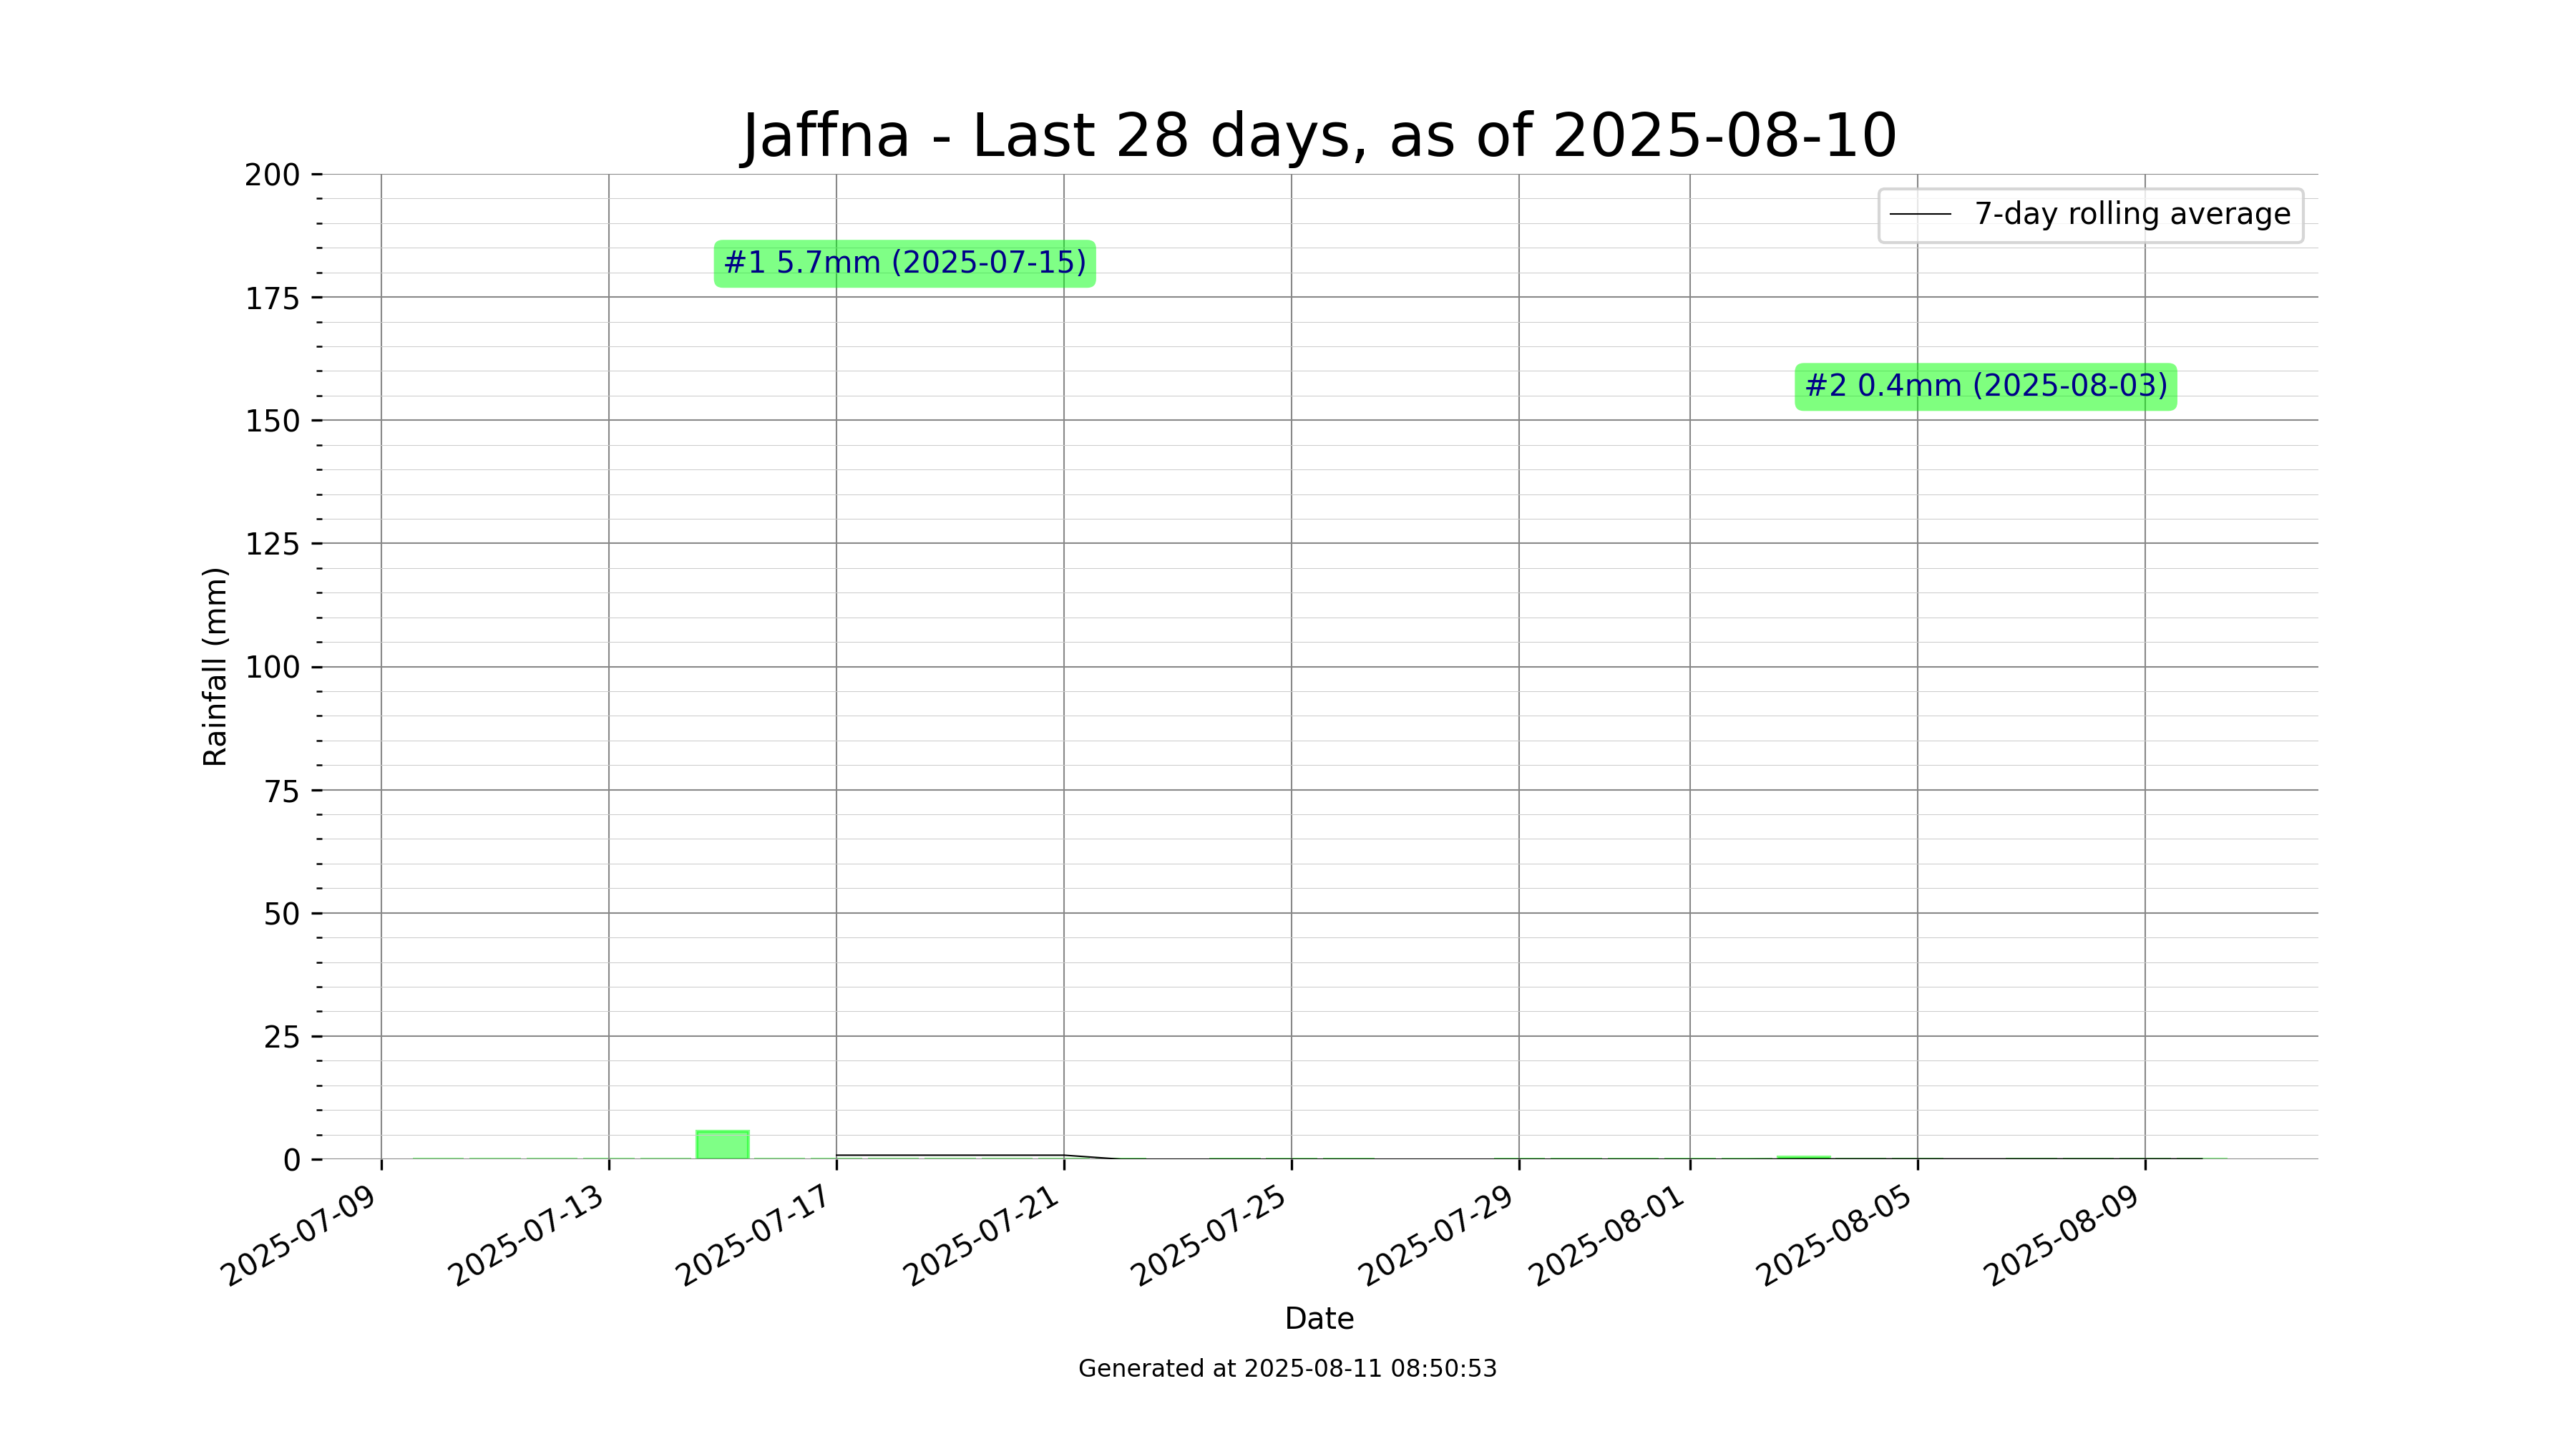 Jaffna - Last 28 days, as of 2025-08-10
7-day rolling average
#1 5.7mm (2025-07-15)
#2 0.4mm (2025-08-03)
Rainfall (mm)
200
175
150
125
100
75
50
25
0
2025-07-09
2025-07-13
2025-07-17
2025-07-21
2025-07-25
2025-07-29
2025-08-01
2025-08-05
2025-08-09
Date
Generated at 2025-08-11 08:50:53